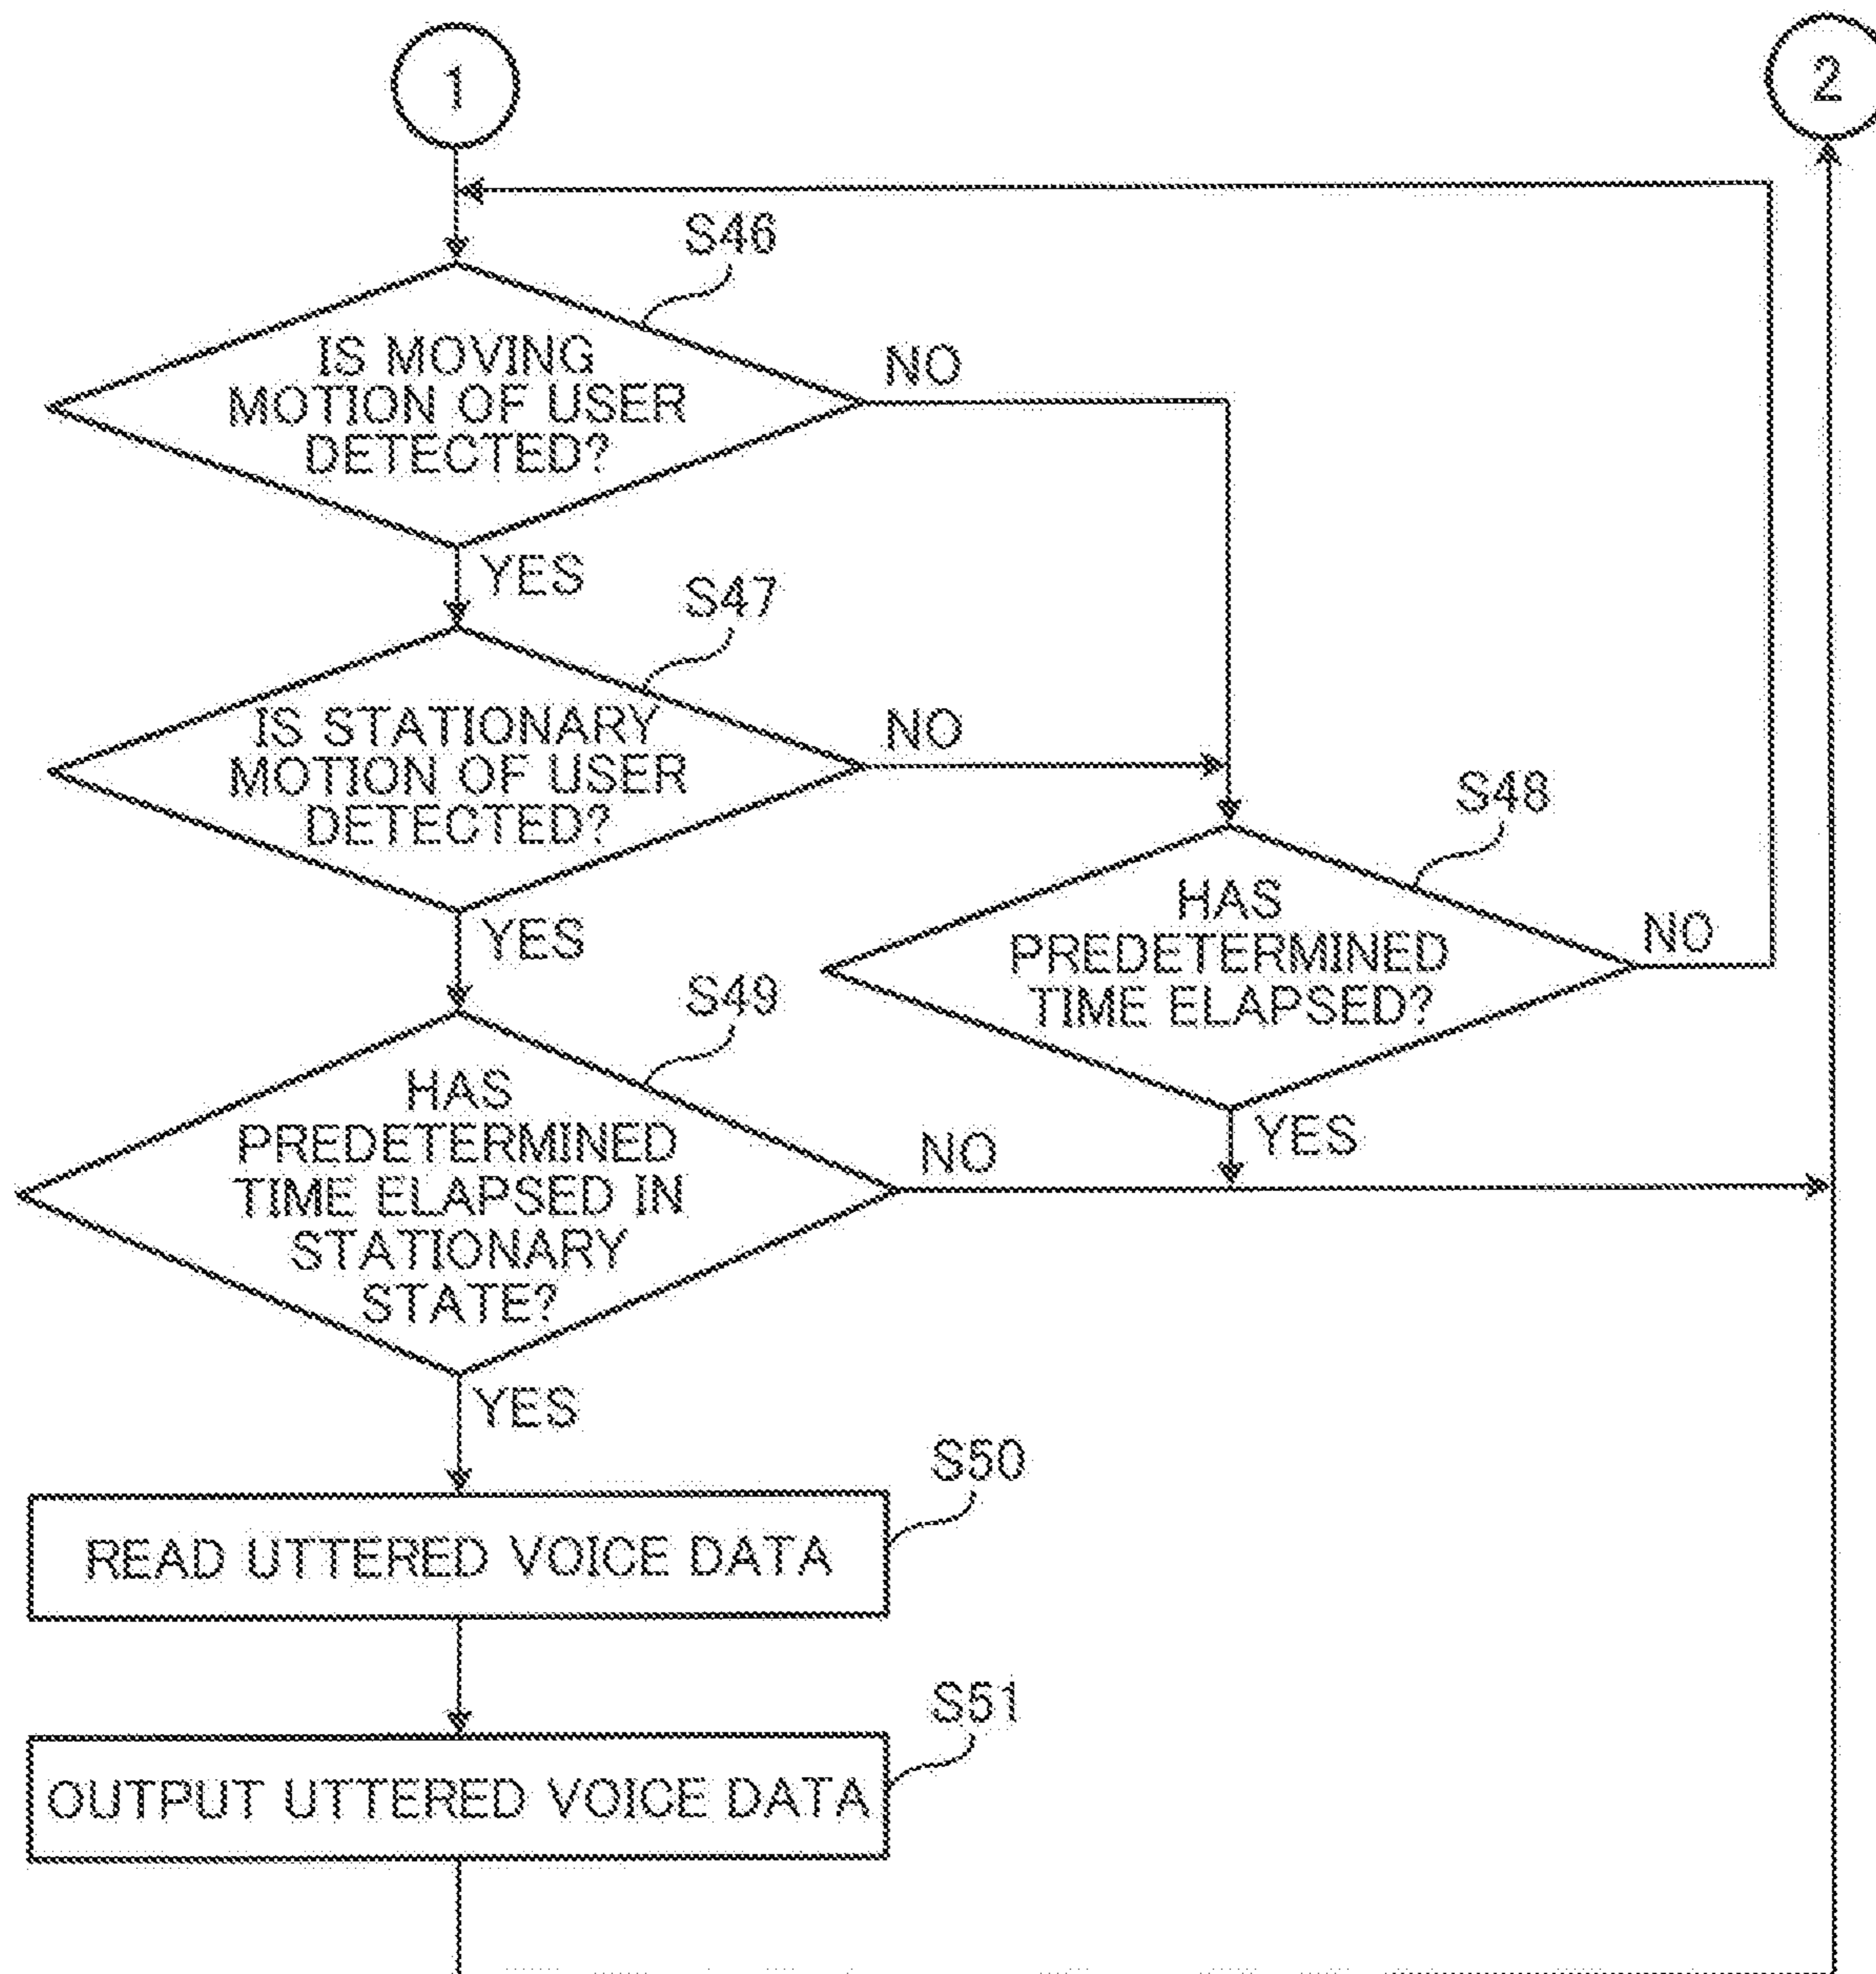 1
2
S46
IS MOVING
MOTION OF USER
DETECTED?
NO
YES
S47
IS STATIONARY
MOTION OF USER
DETECTED?
NO
YES
S48
HAS
PREDETERMINED
TIME ELAPSED?
NO
YES
S49
HAS
PREDETERMINED
TIME ELAPSED IN
STATIONARY
STATE?
NO
YES
S50
READ UTTERED VOICE DATA
S51
OUTPUT UTTERED VOICE DATA